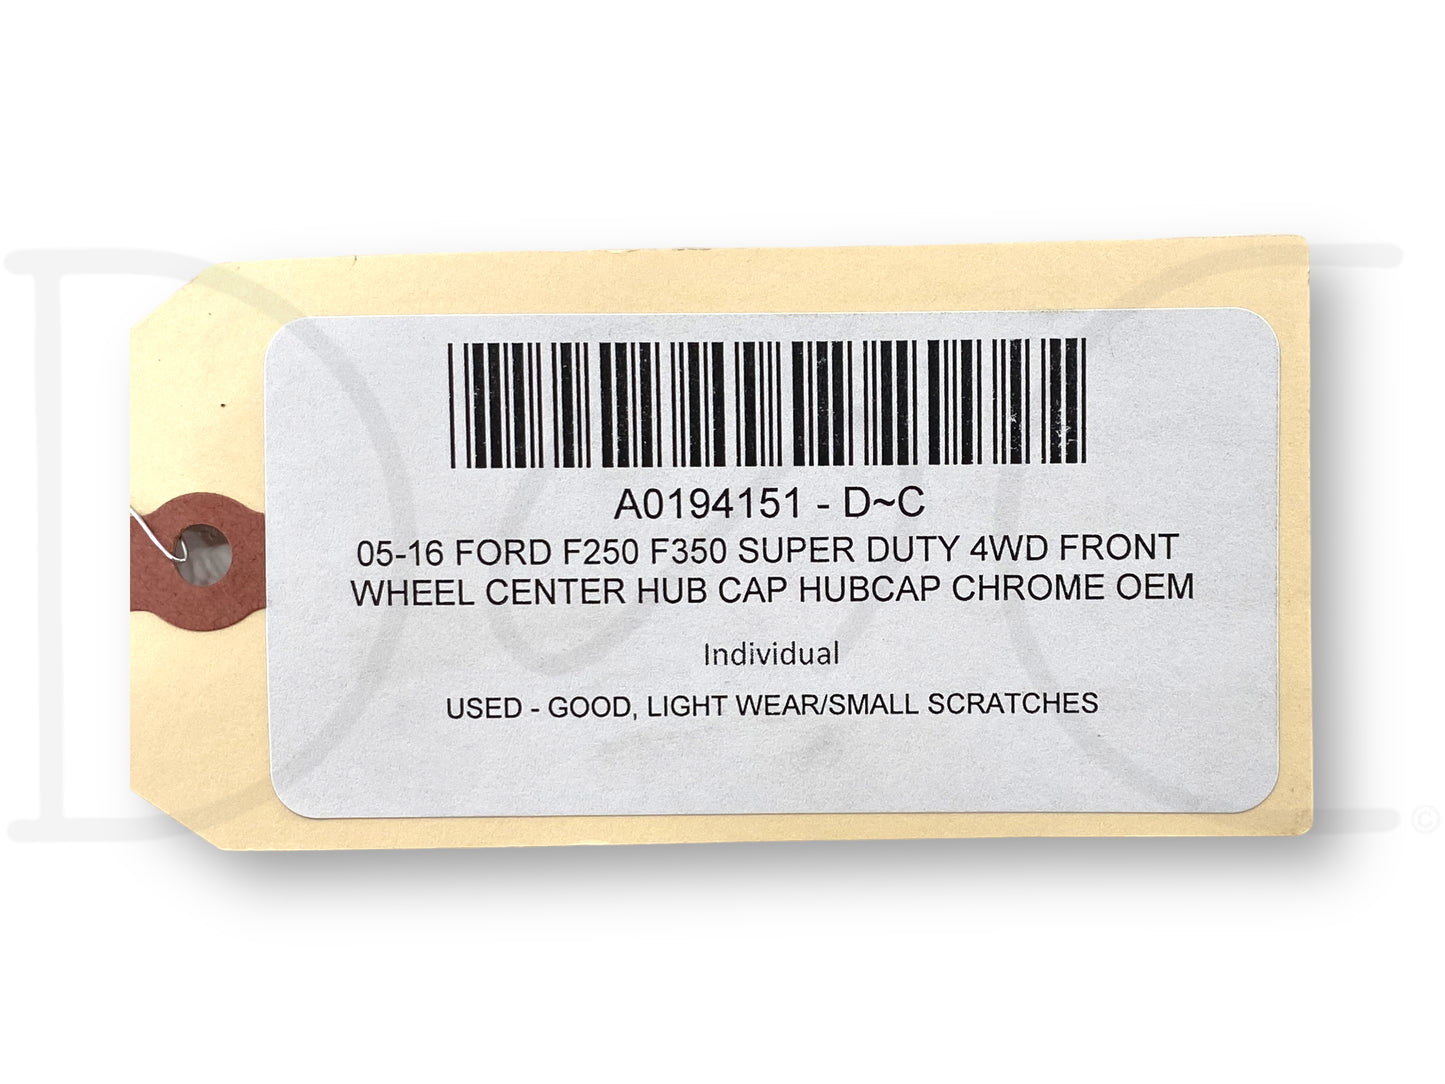 A0194151 - D~C
05-16 FORD F250 F350 SUPER DUTY 4WD FRONT
WHEEL CENTER HUB CAP HUBCAP CHROME OEM
Individual
USED - GOOD, LIGHT WEAR/SMALL SCRATCHES
©